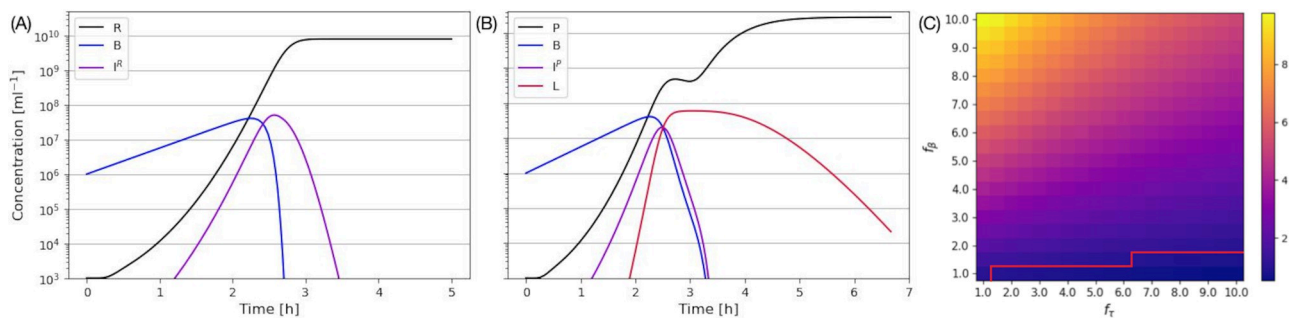 (A)
R
B
I^R
Concentration [ml⁻¹]
10¹⁰
10⁹
10⁸
10⁷
10⁶
10⁵
10⁴
10³
0 1 2 3 4 5
Time [h]
(B)
P
B
I^P
L
0 1 2 3 4 5 6 7
Time [h]
(C)
f_β
10.0
9.0
8.0
7.0
6.0
5.0
4.0
3.0
2.0
1.0
1.0 2.0 3.0 4.0 5.0 6.0 7.0 8.0 9.0 10.0
f_τ
8
6
4
2